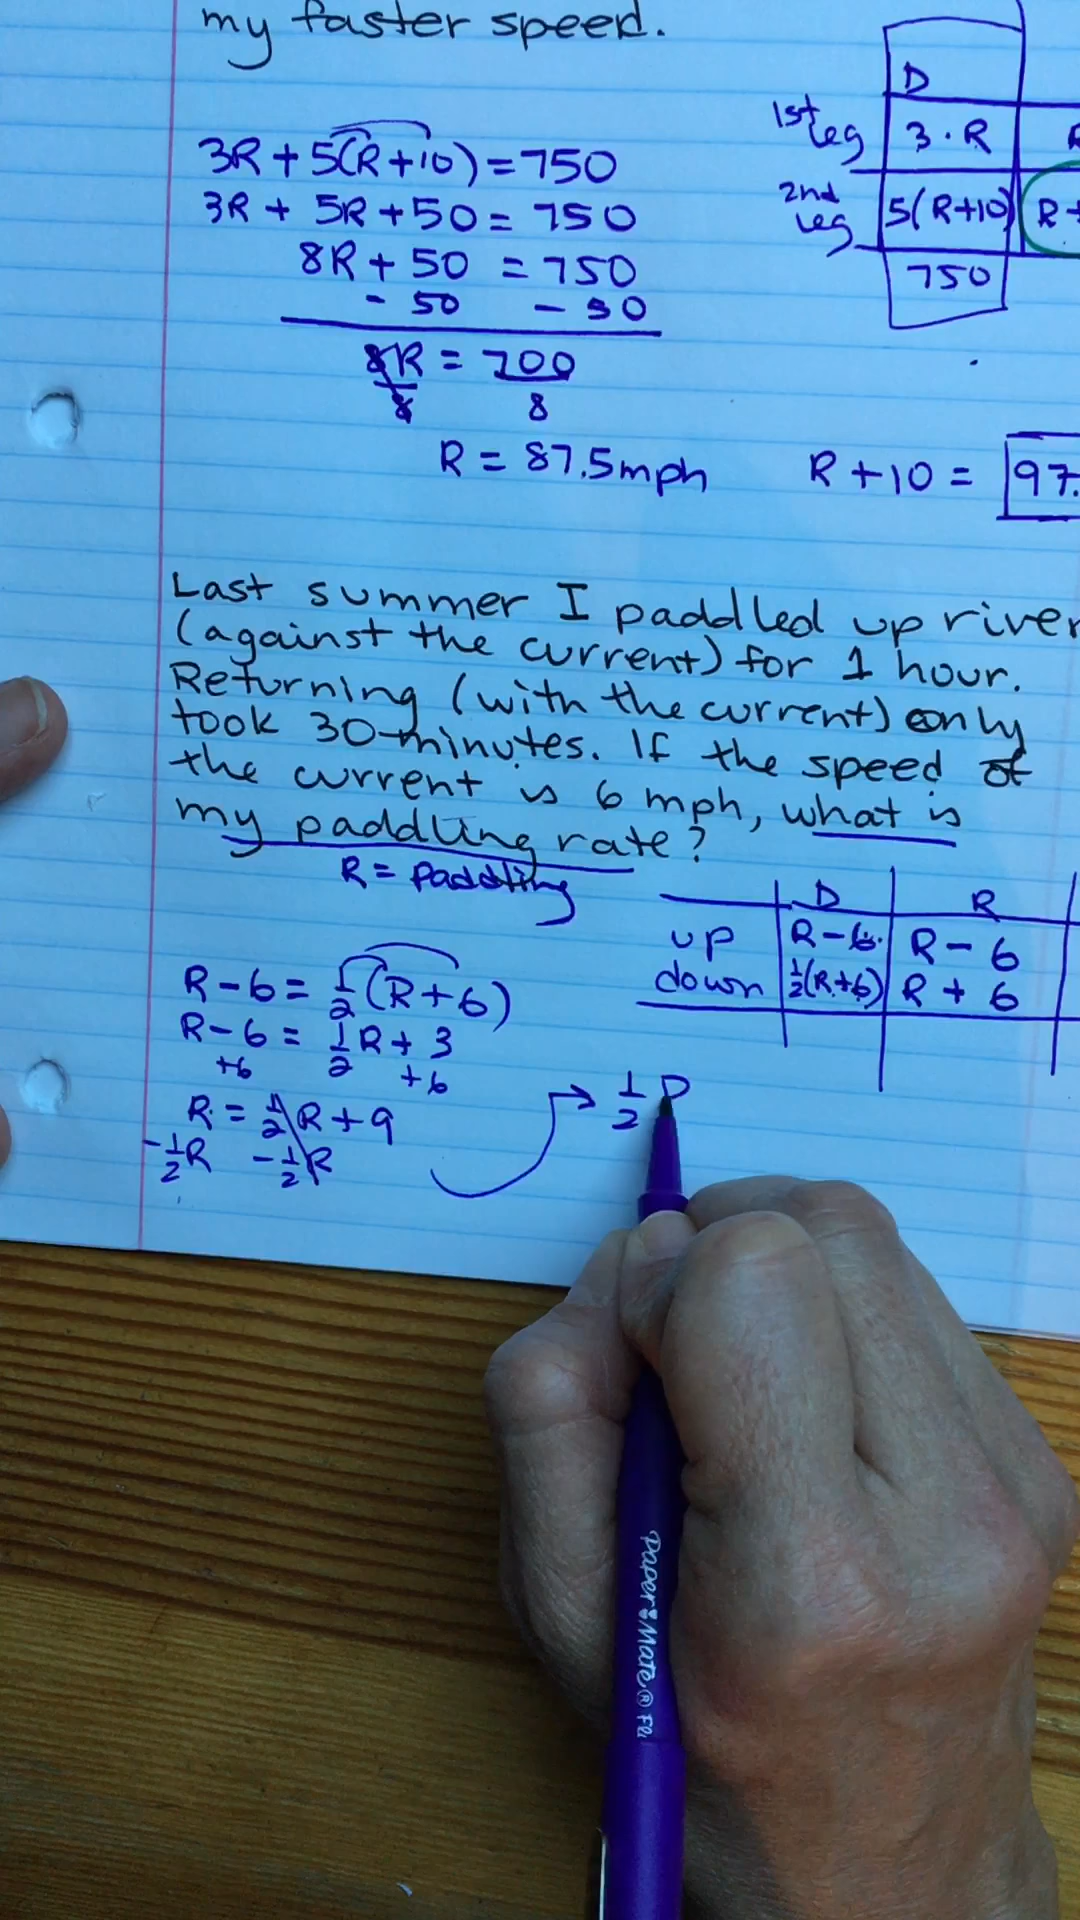 my faster speed.
D
1st leg 3 · R
2nd leg 5(R+10)
750
3R + 5(R+10) = 750
3R + 5R + 50 = 750
8R + 50 = 750
- 50 - 50
8R = 700
8 8
R = 87.5mph R + 10 = 97.
Last summer I paddled up river
(against the current) for 1 hour.
Returning (with the current) only
took 30 minutes. If the speed of
the current is 6 mph, what is
my paddling rate?
R = paddling
D R
up R-6 R - 6
down ½(R+6) R + 6
R - 6 = ½(R + 6)
R - 6 = ½R + 3
+6 +6
R = ½R + 9
-½R -½R
→ ½
Paper Mate®